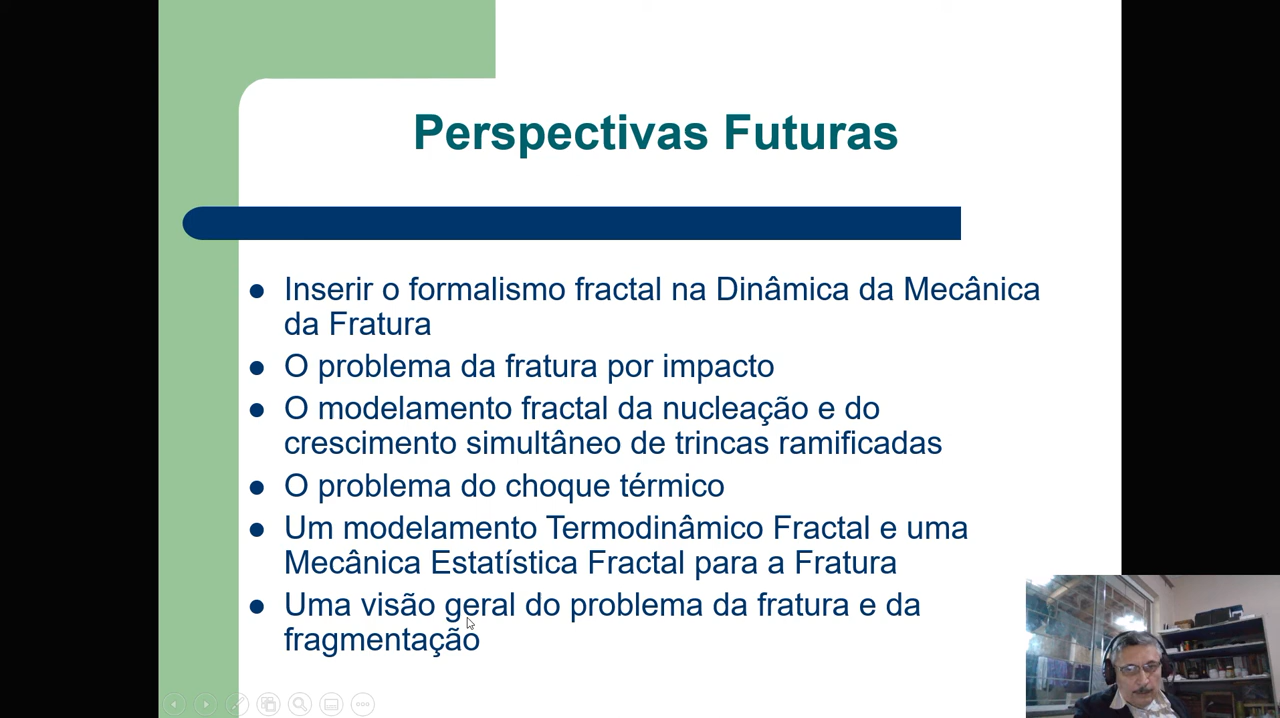 Perspectivas Futuras
Inserir o formalismo fractal na Dinâmica da Mecânica
da Fratura
O problema da fratura por impacto
O modelamento fractal da nucleação e do
crescimento simultâneo de trincas ramificadas
O problema do choque térmico
Um modelamento Termodinâmico Fractal e uma
Mecânica Estatística Fractal para a Fratura
Uma visão geral do problema da fratura e da
fragmentação